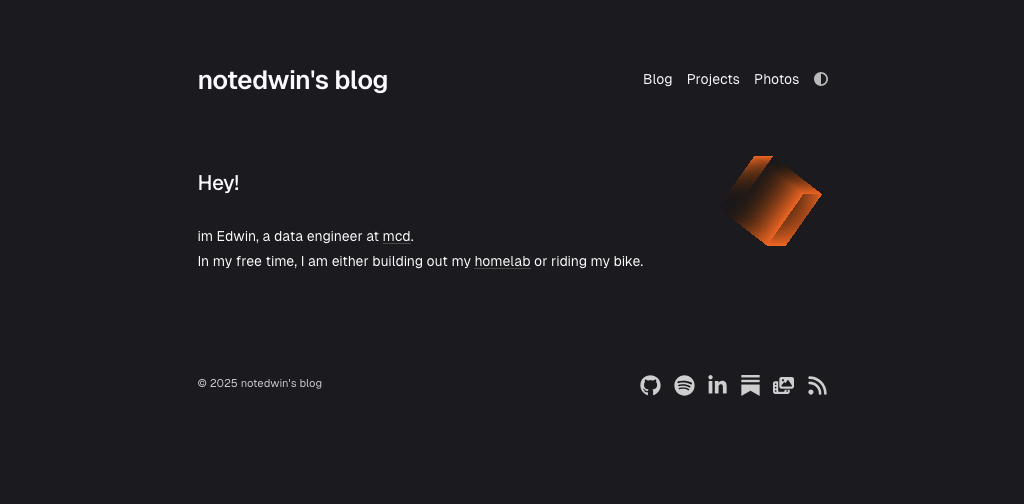 notedwin's blog
Blog Projects Photos
Hey!
im Edwin, a data engineer at mcd.
In my free time, I am either building out my homelab or riding my bike.
© 2025 notedwin's blog